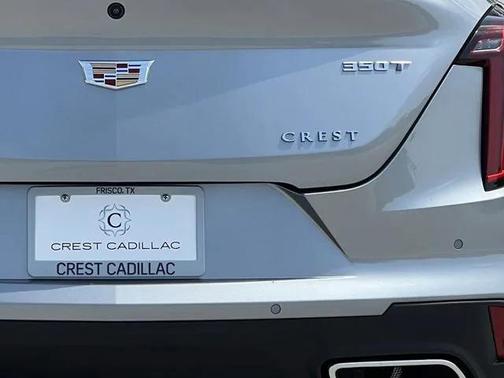 350T
CREST
FRISCO, TX
C
CREST CADILLAC
CREST CADILLAC